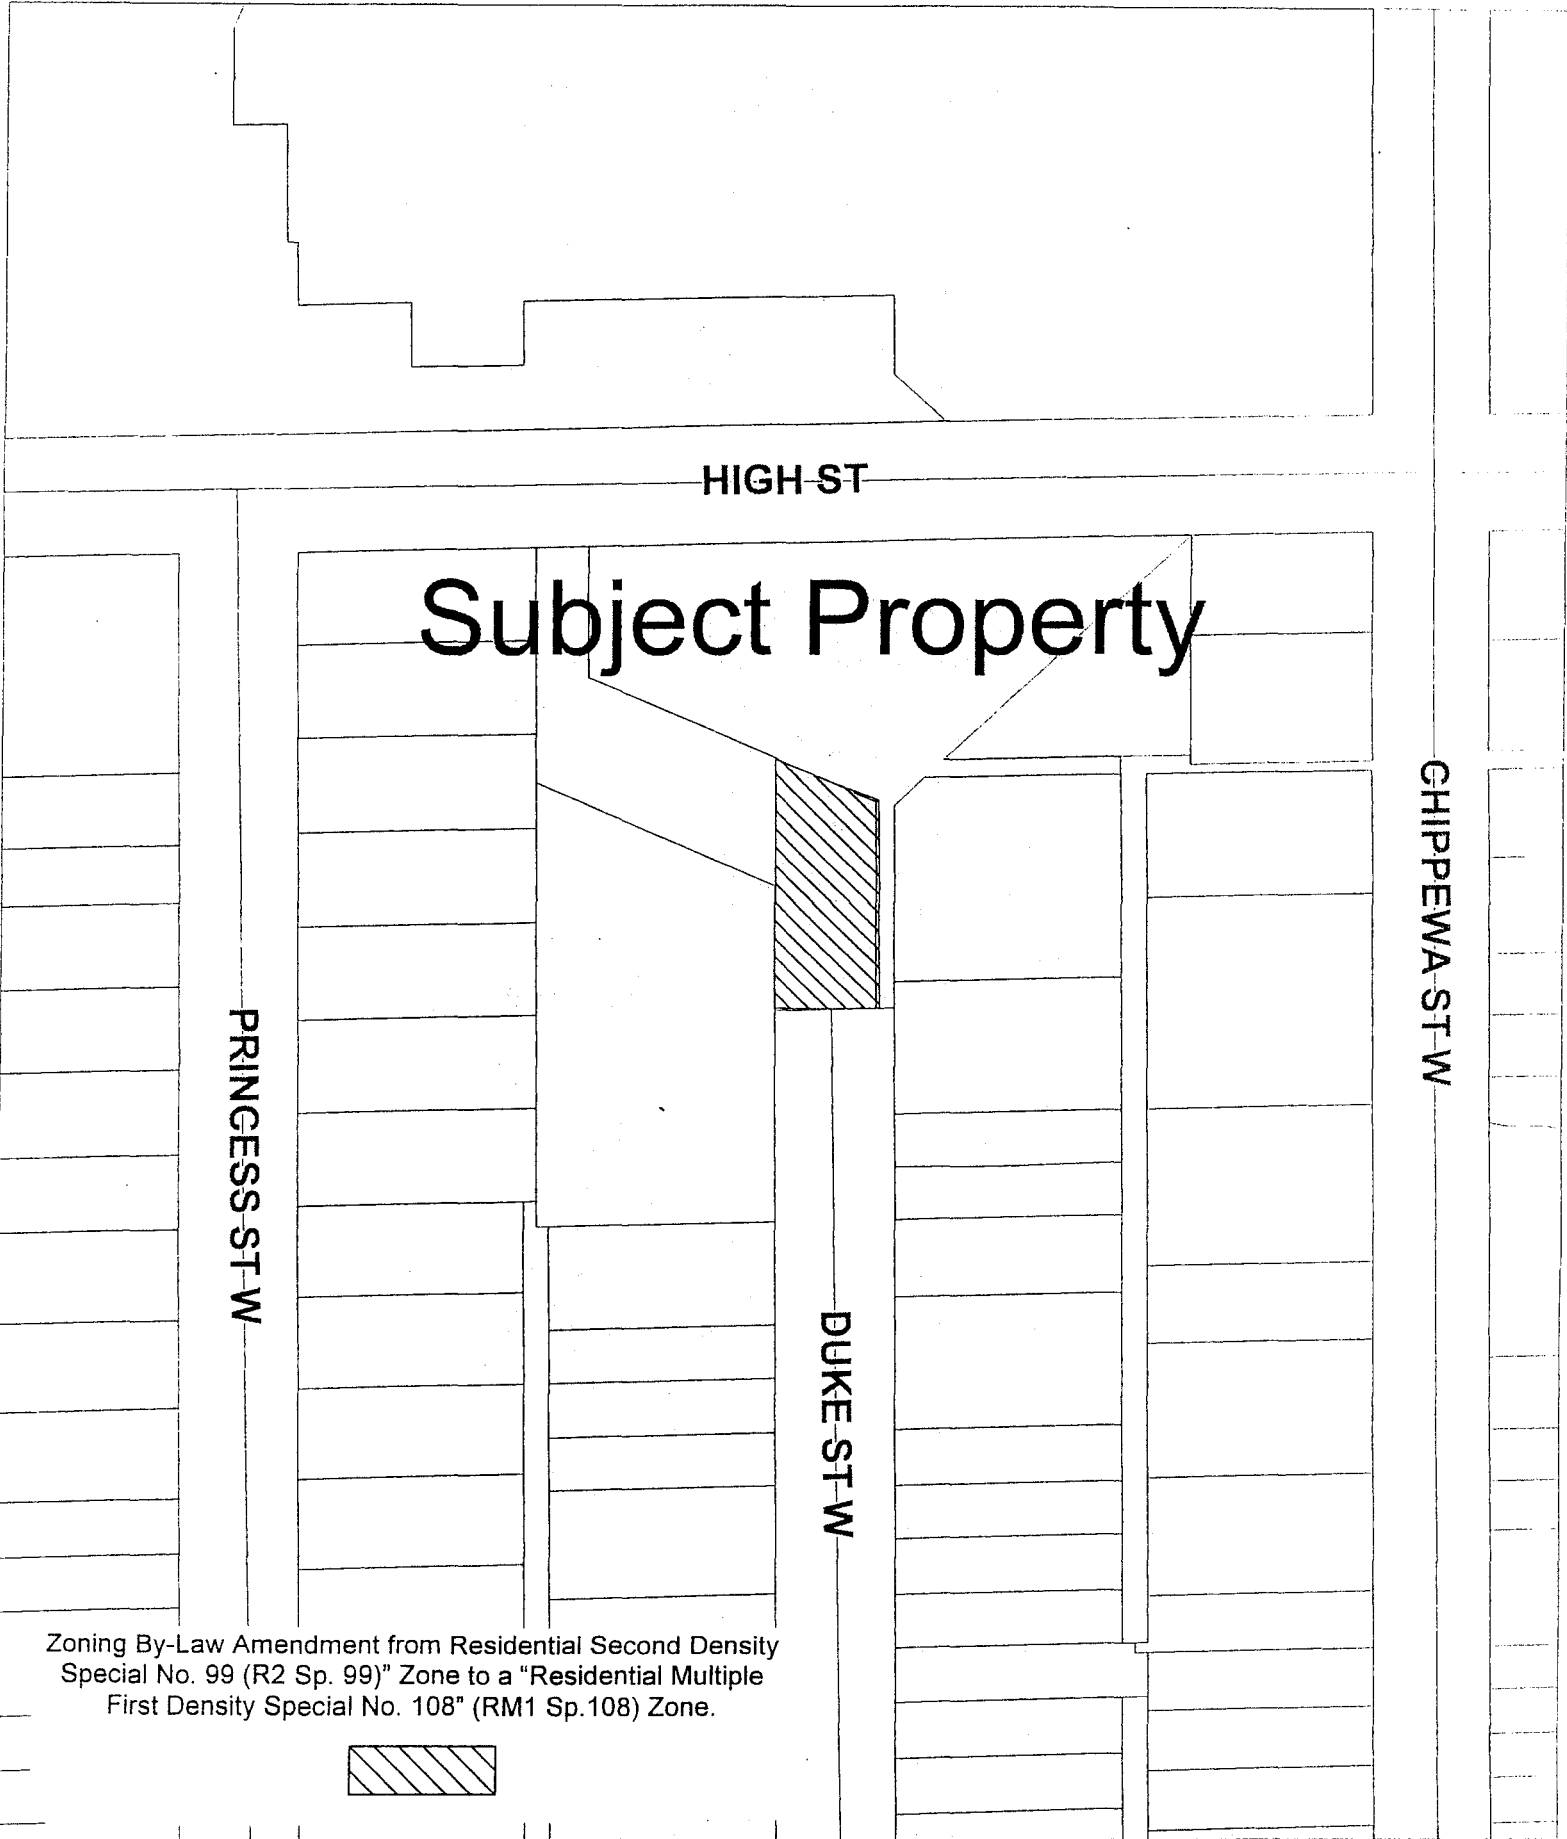 HIGH ST
Subject Property
CHIPPEWA ST W
PRINCESS ST W
DUKE ST W
Zoning By-Law Amendment from Residential Second Density
Special No. 99 (R2 Sp. 99)" Zone to a "Residential Multiple
First Density Special No. 108" (RM1 Sp.108) Zone.